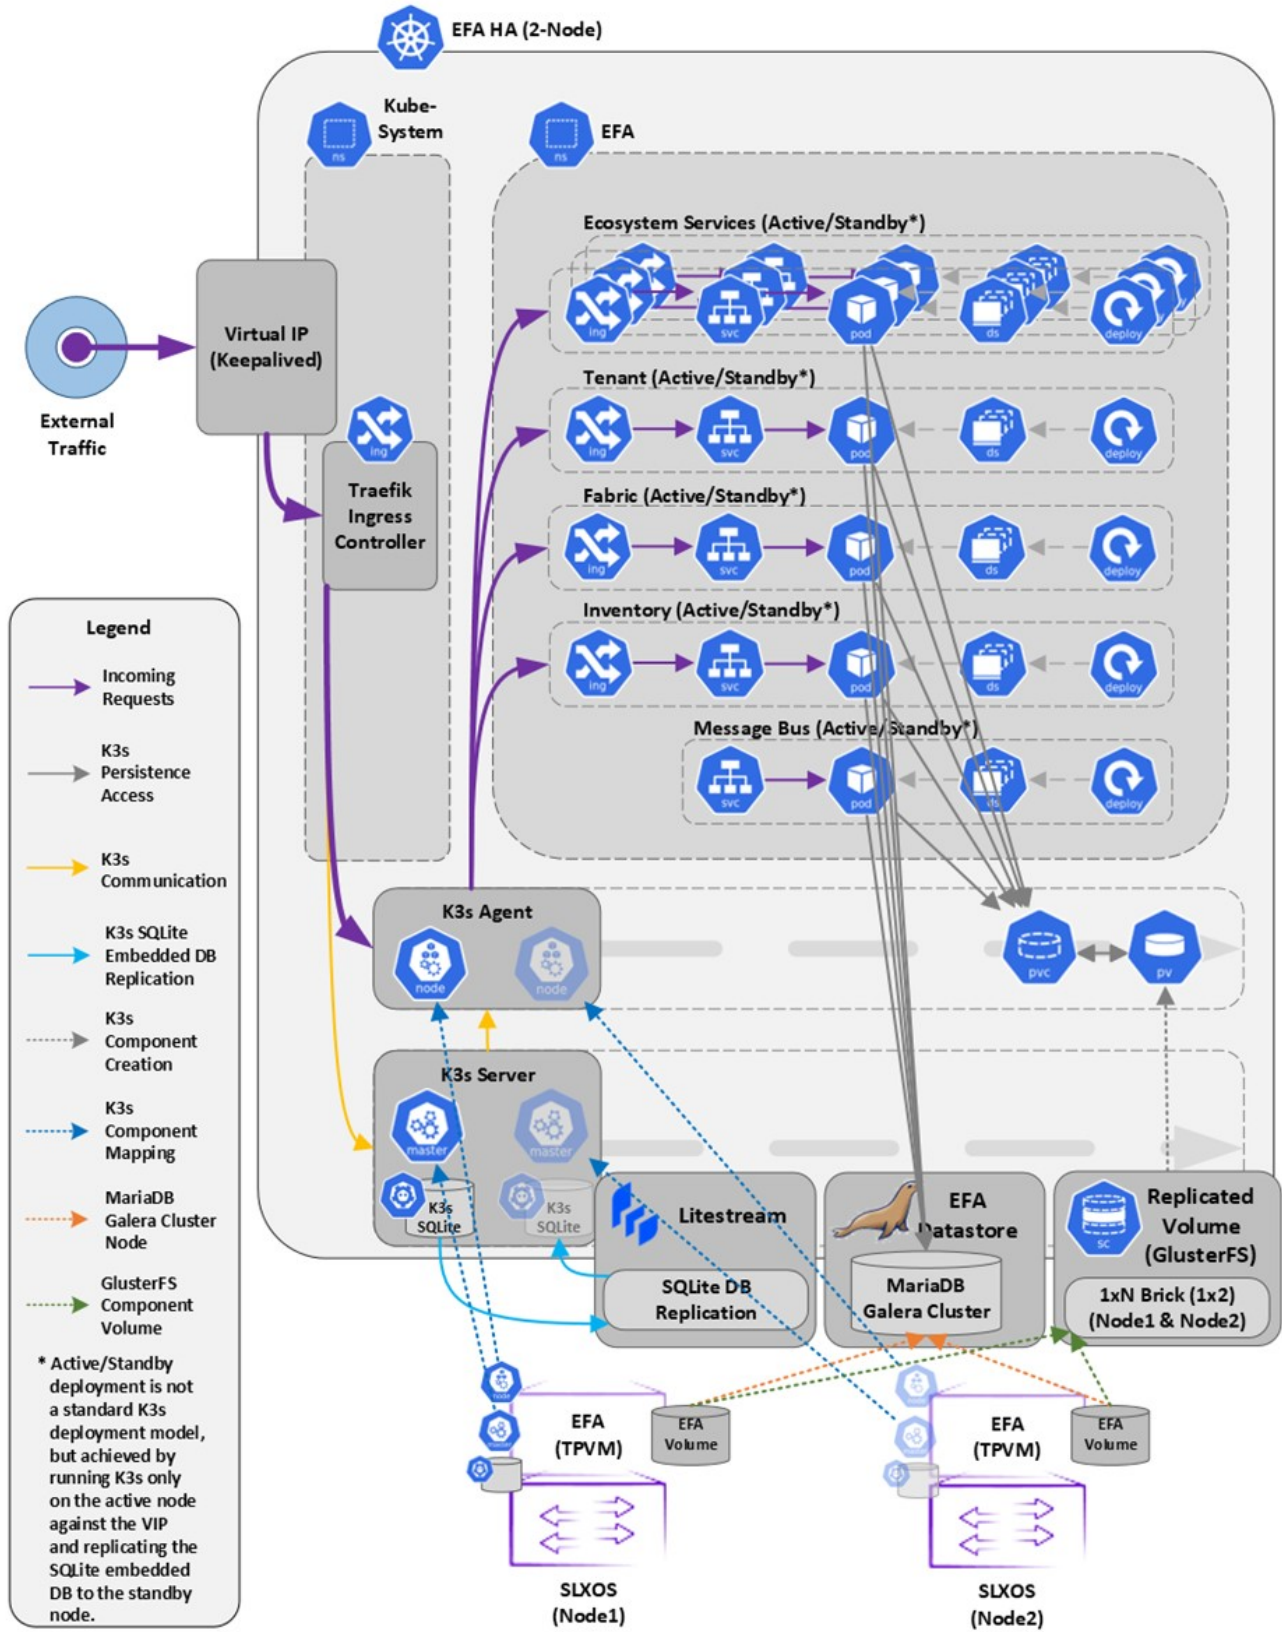 EFA HA (2-Node)
Kube-
System
ns
EFA
ns
Ecosystem Services (Active/Standby*)
ing
svc
pod
ds
deploy
Virtual IP
(Keepalived)
External
Traffic
Tenant (Active/Standby*)
ing
svc
pod
ds
deploy
ing
Traefik
Ingress
Controller
Fabric (Active/Standby*)
ing
svc
pod
ds
deploy
Inventory (Active/Standby*)
ing
svc
pod
ds
deploy
Message Bus (Active/Standby*)
svc
pod
ds
deploy
Legend
Incoming
Requests
K3s
Persistence
Access
K3s
Communication
K3s SQLite
Embedded DB
Replication
K3s
Component
Creation
K3s
Component
Mapping
MariaDB
Galera Cluster
Node
GlusterFS
Component
Volume
* Active/Standby
deployment is not
a standard K3s
deployment model,
but achieved by
running K3s only
on the active node
against the VIP
and replicating the
SQLite embedded
DB to the standby
node.
K3s Agent
node
node
pvc
pv
K3s Server
master
master
K3s
SQLite
K3s
SQLite
Litestream
SQLite DB
Replication
EFA
Datastore
MariaDB
Galera Cluster
sc
Replicated
Volume
(GlusterFS)
1xN Brick (1x2)
(Node1 & Node2)
node
master
EFA
(TPVM)
EFA
Volume
SLXOS
(Node1)
node
master
EFA
(TPVM)
EFA
Volume
SLXOS
(Node2)